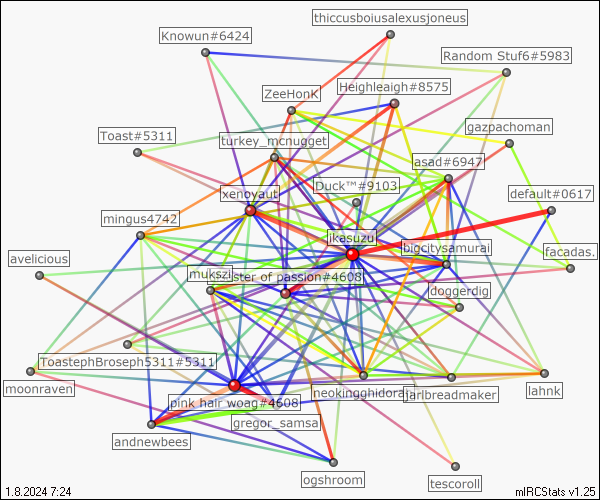 thiccusboiusalexusjoneus
Knowun#6424
Random Stuf6#5983
Heighleaigh#8575
ZeeHonK
gazpachoman
Toast#5311
turkey_mcnugget
asad#6947
Duck™#9103
xenoyaut
default#0617
mingus4742
ikasuzu
bigcitysamurai
avelicious
facadas.
mukszi
master of passion#4608
doggerdig
ToastephBroseph5311#5311
moonraven
neokingghidorah
jarlbreadmaker
lahnk
pink hair woag#4608
gregor_samsa
andnewbees
ogshroom
tescoroll
1.8.2024 7:24
mIRCStats v1.25